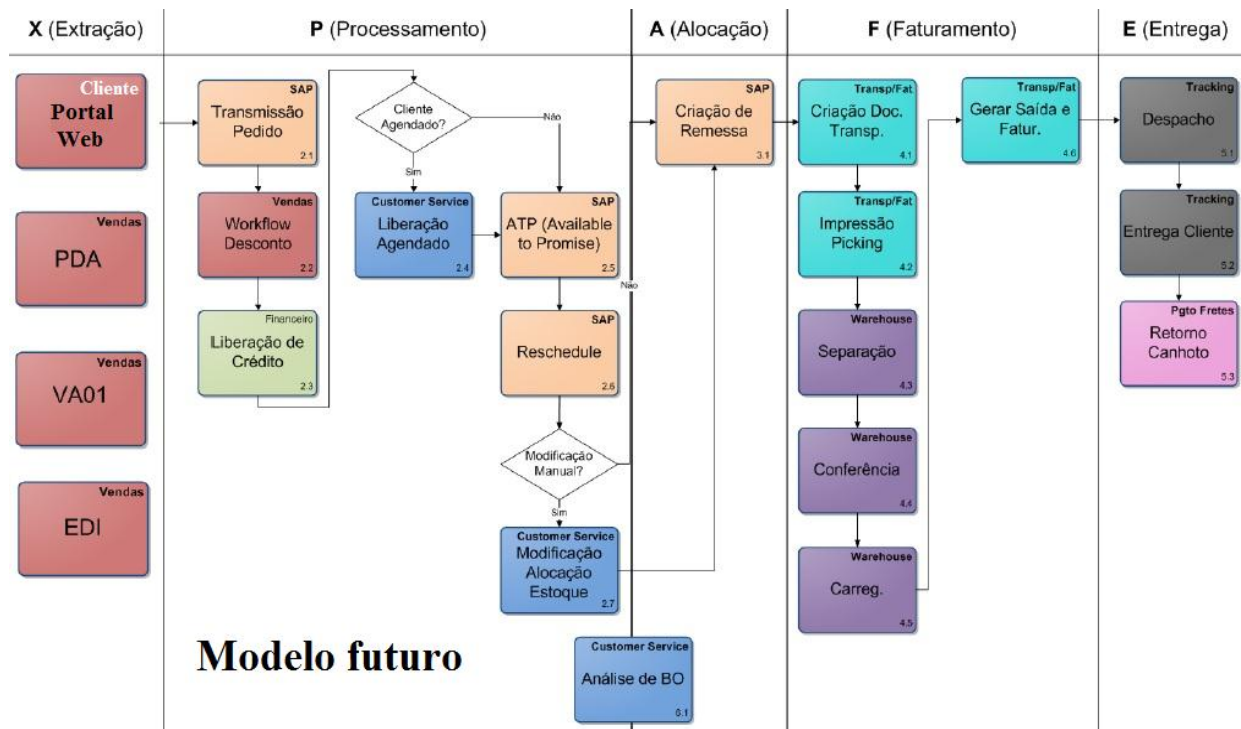 X (Extração)
P (Processamento)
A (Alocação)
F (Faturamento)
E (Entrega)
Cliente
Portal
Web
Vendas
PDA
Vendas
VA01
Vendas
EDI
SAP
Transmissão
Pedido
2.1
Vendas
Workflow
Desconto
2.2
Financeiro
Liberação de
Crédito
2.3
Cliente
Agendado?
Não
Sim
Customer Service
Liberação
Agendado
2.4
SAP
ATP (Available
to Promise)
2.5
SAP
Reschedule
2.6
Modificação
Manual?
Não
Sim
Customer Service
Modificação
Alocação
Estoque
2.7
Customer Service
Análise de BO
6.1
Modelo futuro
SAP
Criação de
Remessa
3.1
Transp/Fat
Criação Doc.
Transp.
4.1
Transp/Fat
Impressão
Picking
4.2
Warehouse
Separação
4.3
Warehouse
Conferência
4.4
Warehouse
Carreg.
4.5
Transp/Fat
Gerar Saída e
Fatur.
4.6
Tracking
Despacho
5.1
Tracking
Entrega Cliente
5.2
Pgto Fretes
Retorno
Canhoto
5.3